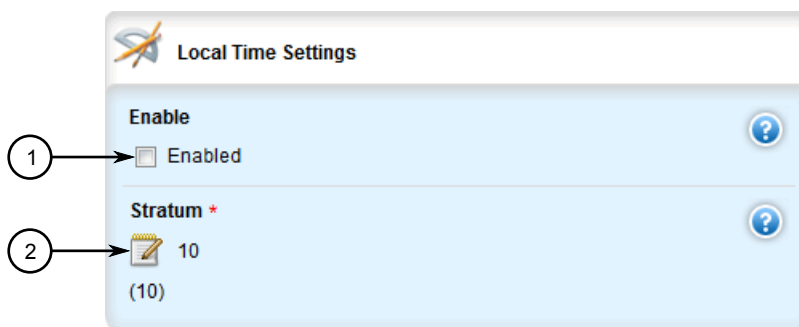 Local Time Settings
Enable
1
Enabled
Stratum *
2
10
(10)